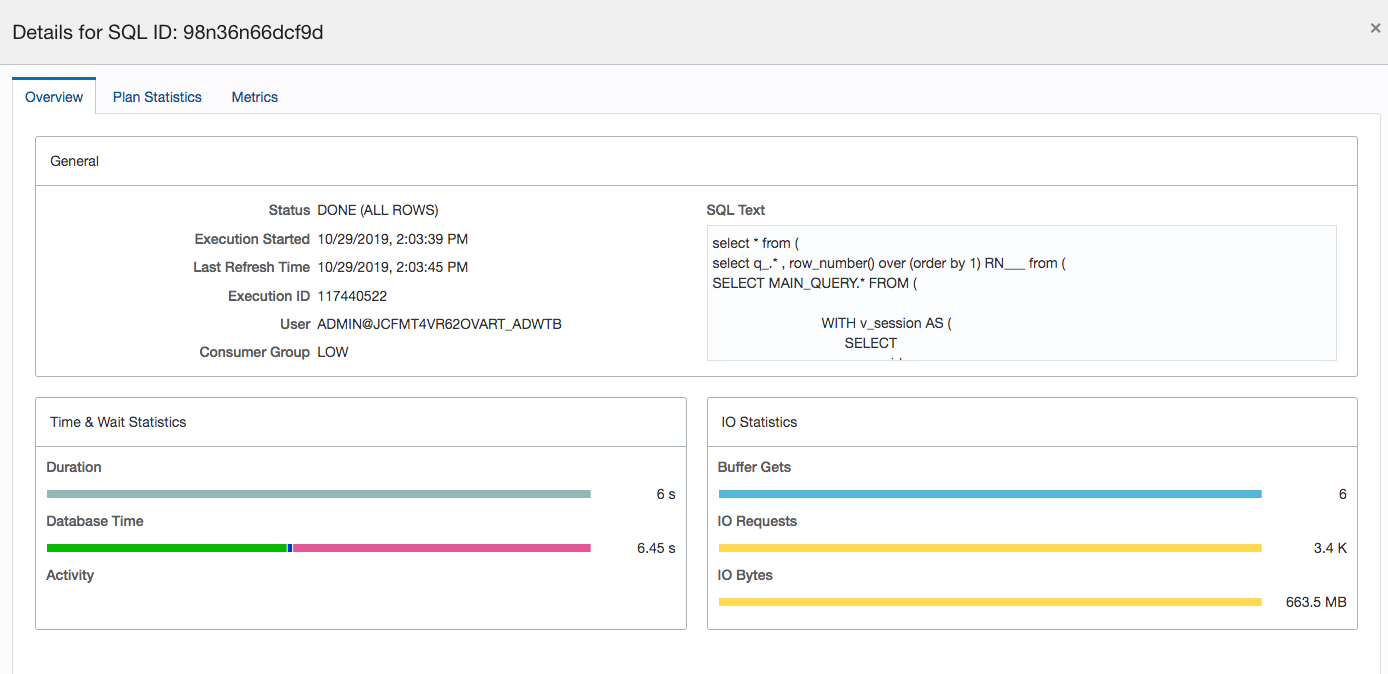 Details for SQL ID: 98n36n66dcf9d
×
Overview Plan Statistics Metrics
General
Status DONE (ALL ROWS)
Execution Started 10/29/2019, 2:03:39 PM
Last Refresh Time 10/29/2019, 2:03:45 PM
Execution ID 117440522
User ADMIN@JCFMT4VR62OVART_ADWTB
Consumer Group LOW
SQL Text
select * from (
select q_.* , row_number() over (order by 1) RN___ from (
SELECT MAIN_QUERY.* FROM (
WITH v_session AS (
SELECT
Time & Wait Statistics
Duration
6 s
Database Time
6.45 s
Activity
IO Statistics
Buffer Gets
6
IO Requests
3.4 K
IO Bytes
663.5 MB